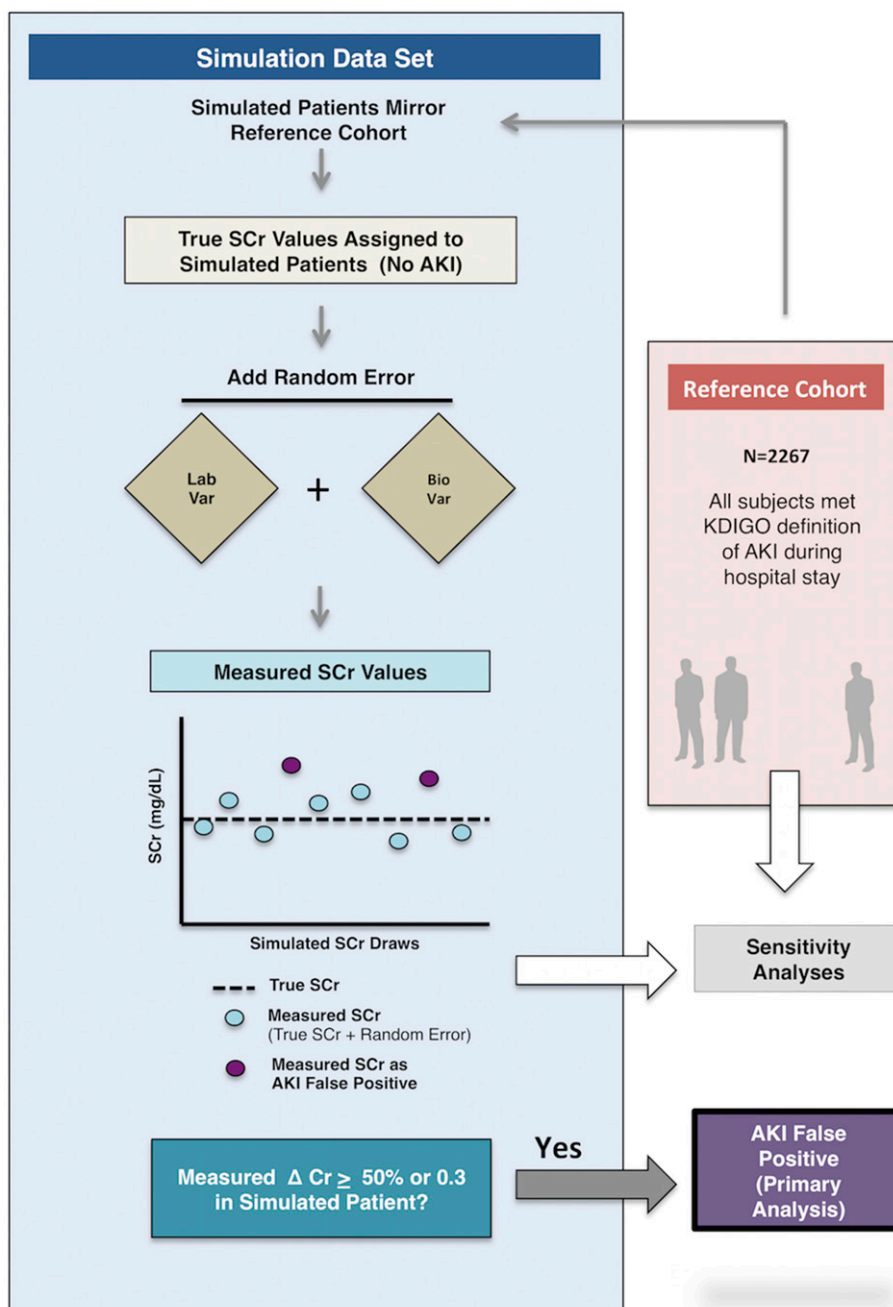 Simulation Data Set
Simulated Patients Mirror
Reference Cohort
True SCr Values Assigned to
Simulated Patients (No AKI)
Add Random Error
Lab
Var
+
Bio
Var
Measured SCr Values
SCr (mg/dL)
Simulated SCr Draws
True SCr
Measured SCr
(True SCr + Random Error)
Measured SCr as
AKI False Positive
Measured Δ Cr ≥ 50% or 0.3
in Simulated Patient?
Yes
Reference Cohort
N=2267
All subjects met
KDIGO definition
of AKI during
hospital stay
Sensitivity
Analyses
AKI False
Positive
(Primary
Analysis)